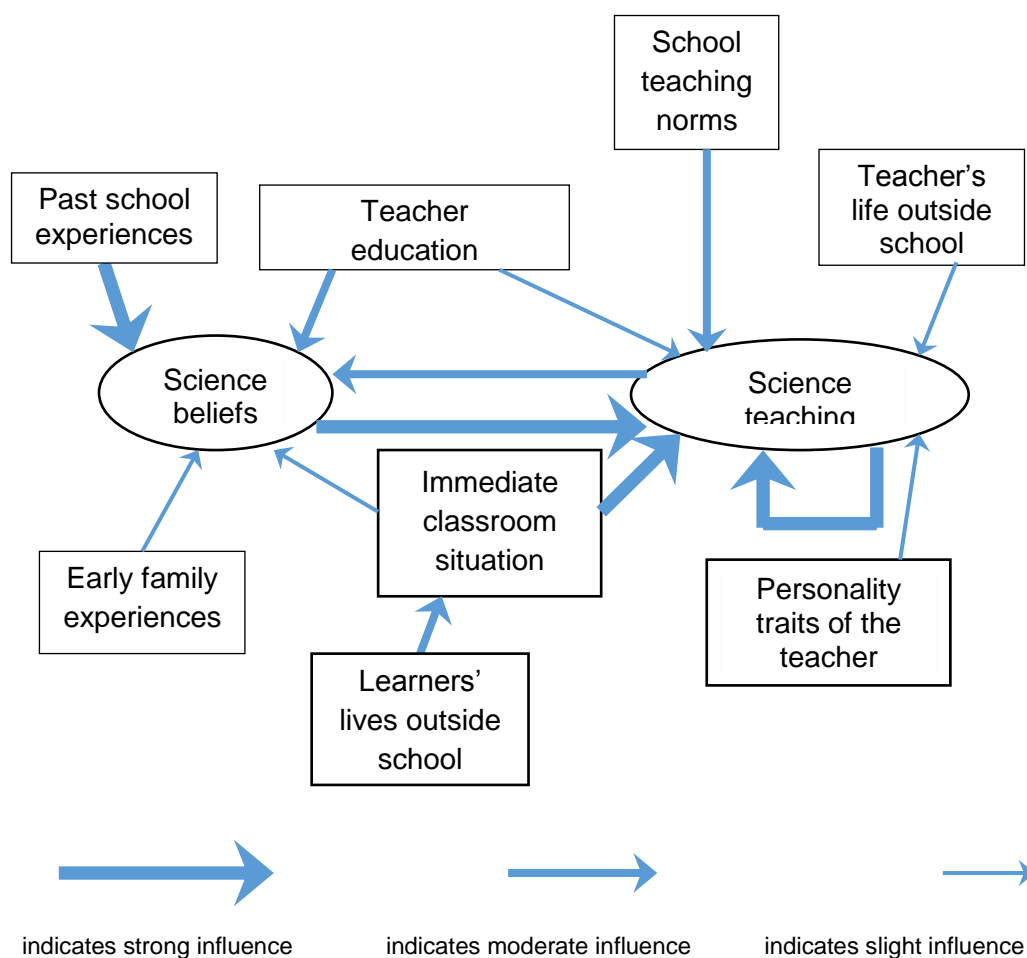 School
teaching
norms
Past school
experiences
Teacher
education
Teacher’s
life outside
school
Science
beliefs
Science
teaching
Immediate
classroom
situation
Early family
experiences
Personality
traits of the
teacher
Learners’
lives outside
school
indicates strong influence
indicates moderate influence
indicates slight influence